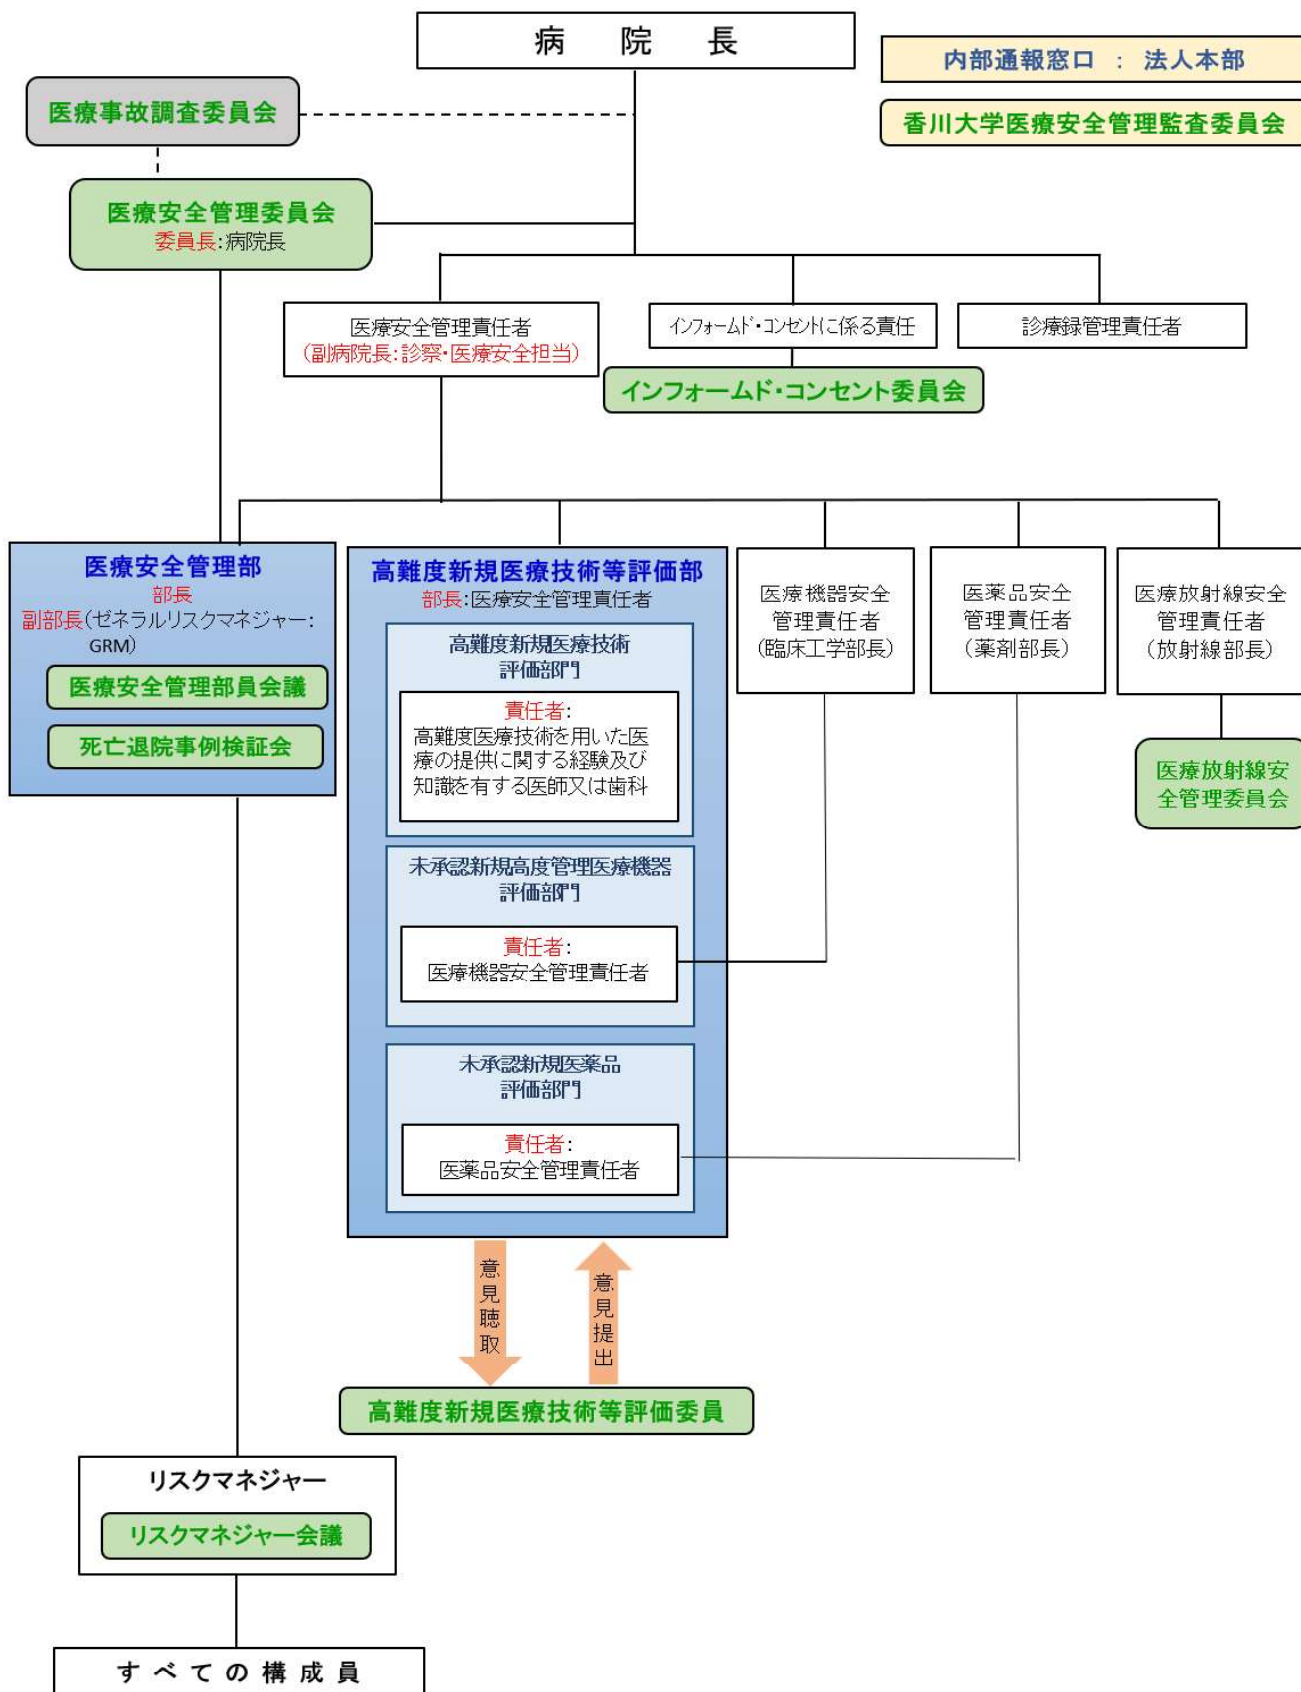 病 院 長
内部通報窓口 ： 法人本部
医療事故調査委員会
香川大学医療安全管理監査委員会
医療安全管理委員会
委員長：病院長
医療安全管理責任者
（副病院長：診察・医療安全担当）
インフォームド・コンセントに係る責任
診療録管理責任者
インフォームド・コンセント委員会
医療安全管理部
部長
副部長（ゼネラルリスクマネジャー：
GRM）
医療安全管理部員会議
死亡退院事例検証会
高難度新規医療技術等評価部
部長：医療安全管理責任者
高難度新規医療技術
評価部門
責任者：
高難度医療技術を用いた医
療の提供に関する経験及び
知識を有する医師又は歯科
未承認新規高度管理医療機器
評価部門
責任者：
医療機器安全管理責任者
未承認新規医薬品
評価部門
責任者：
医薬品安全管理責任者
医療機器安全
管理責任者
（臨床工学部長）
医薬品安全
管理責任者
（薬剤部長）
医療放射線安全
管理責任者
（放射線部長）
医療放射線安
全管理委員会
意見聴取
意見提出
高難度新規医療技術等評価委員
リスクマネジャー
リスクマネジャー会議
す べ て の 構 成 員